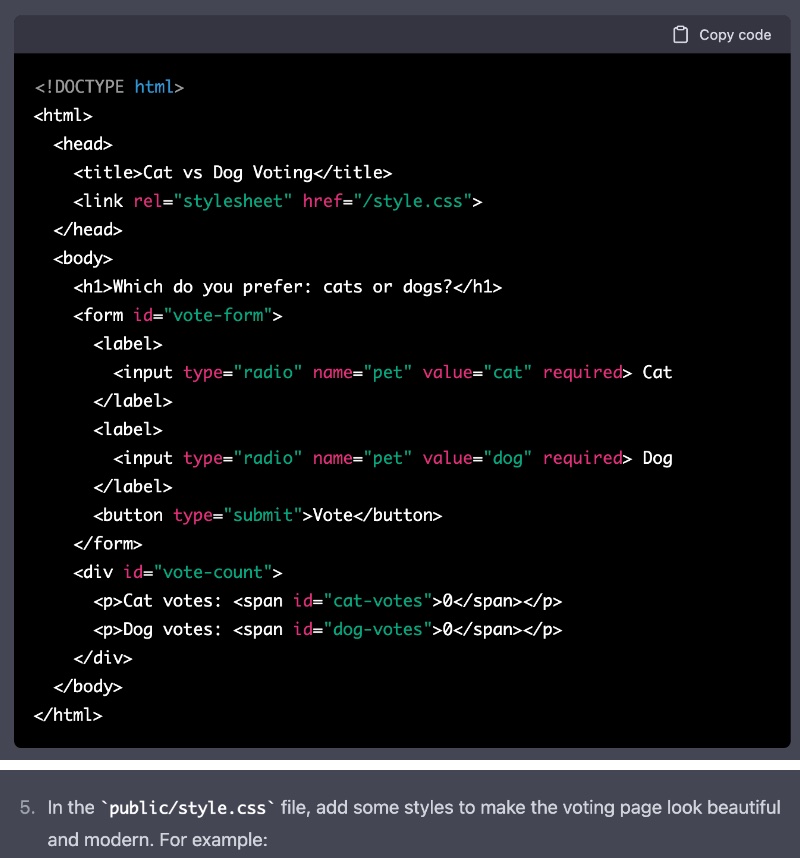 Copy code
<!DOCTYPE html>
<html>
  <head>
    <title>Cat vs Dog Voting</title>
    <link rel="stylesheet" href="/style.css">
  </head>
  <body>
    <h1>Which do you prefer: cats or dogs?</h1>
    <form id="vote-form">
      <label>
        <input type="radio" name="pet" value="cat" required> Cat
      </label>
      <label>
        <input type="radio" name="pet" value="dog" required> Dog
      </label>
      <button type="submit">Vote</button>
    </form>
    <div id="vote-count">
      <p>Cat votes: <span id="cat-votes">0</span></p>
      <p>Dog votes: <span id="dog-votes">0</span></p>
    </div>
  </body>
</html>
5. In the `public/style.css` file, add some styles to make the voting page look beautiful
and modern. For example: